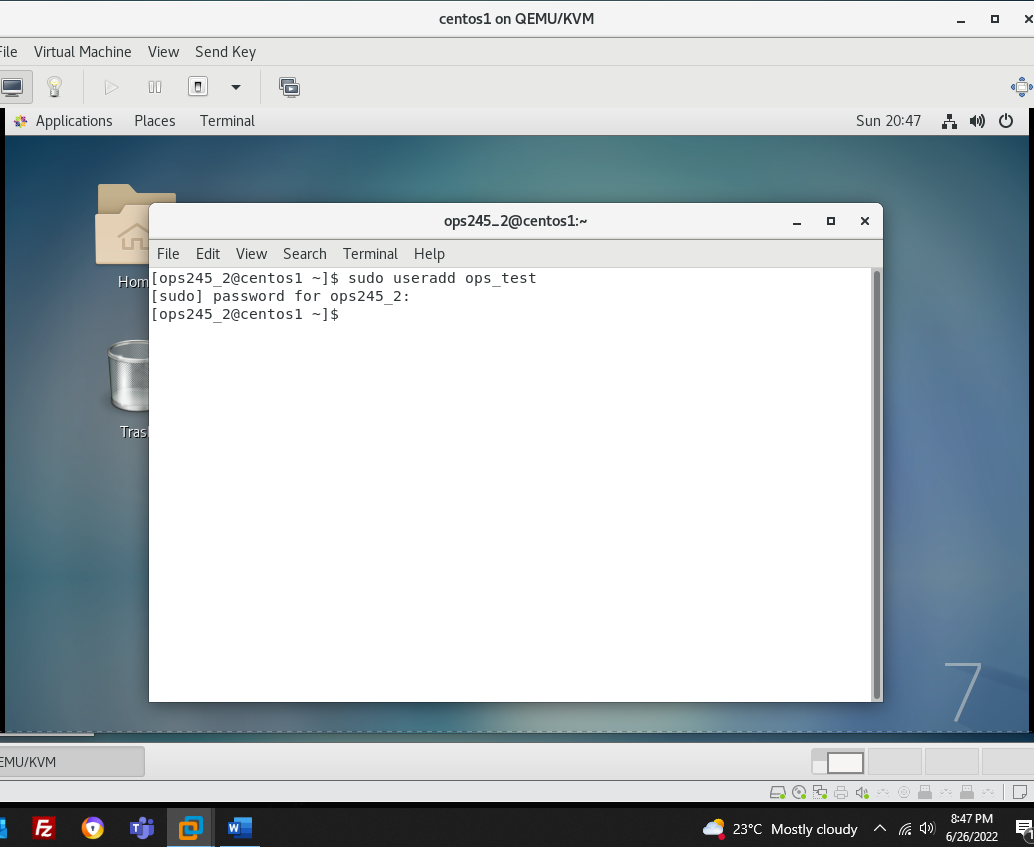 centos1 on QEMU/KVM
File Virtual Machine View Send Key
Applications Places Terminal Sun 20:47
Home
ops245_2@centos1:~
File Edit View Search Terminal Help
[ops245_2@centos1 ~]$ sudo useradd ops_test
[sudo] password for ops245_2:
[ops245_2@centos1 ~]$
Trash
7
EMU/KVM
23°C Mostly cloudy
8:47 PM
6/26/2022